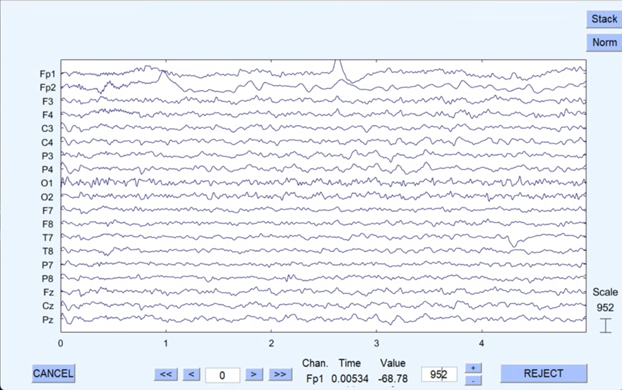 Stack
Norm
Fp1
Fp2
F3
F4
C3
C4
P3
P4
O1
O2
F7
F8
T7
T8
P7
P8
Fz
Cz
Pz
0 1 2 3 4
Scale
952
Chan. Time Value
CANCEL << < 0 > >> Fp1 0.00534 -68.78 952 + - REJECT